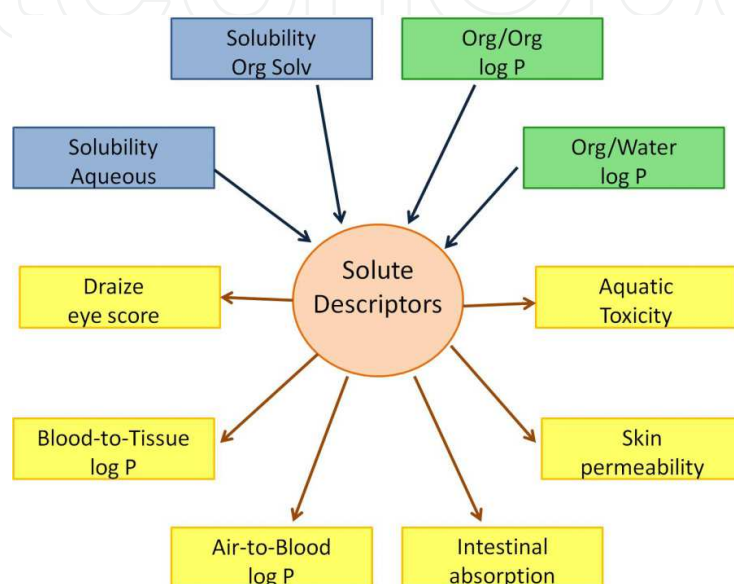 Solubility
Org Solv
Org/Org
log P
Solubility
Aqueous
Org/Water
log P
Solute
Descriptors
Draize
eye score
Aquatic
Toxicity
Blood-to-Tissue
log P
Skin
permeability
Air-to-Blood
log P
Intestinal
absorption